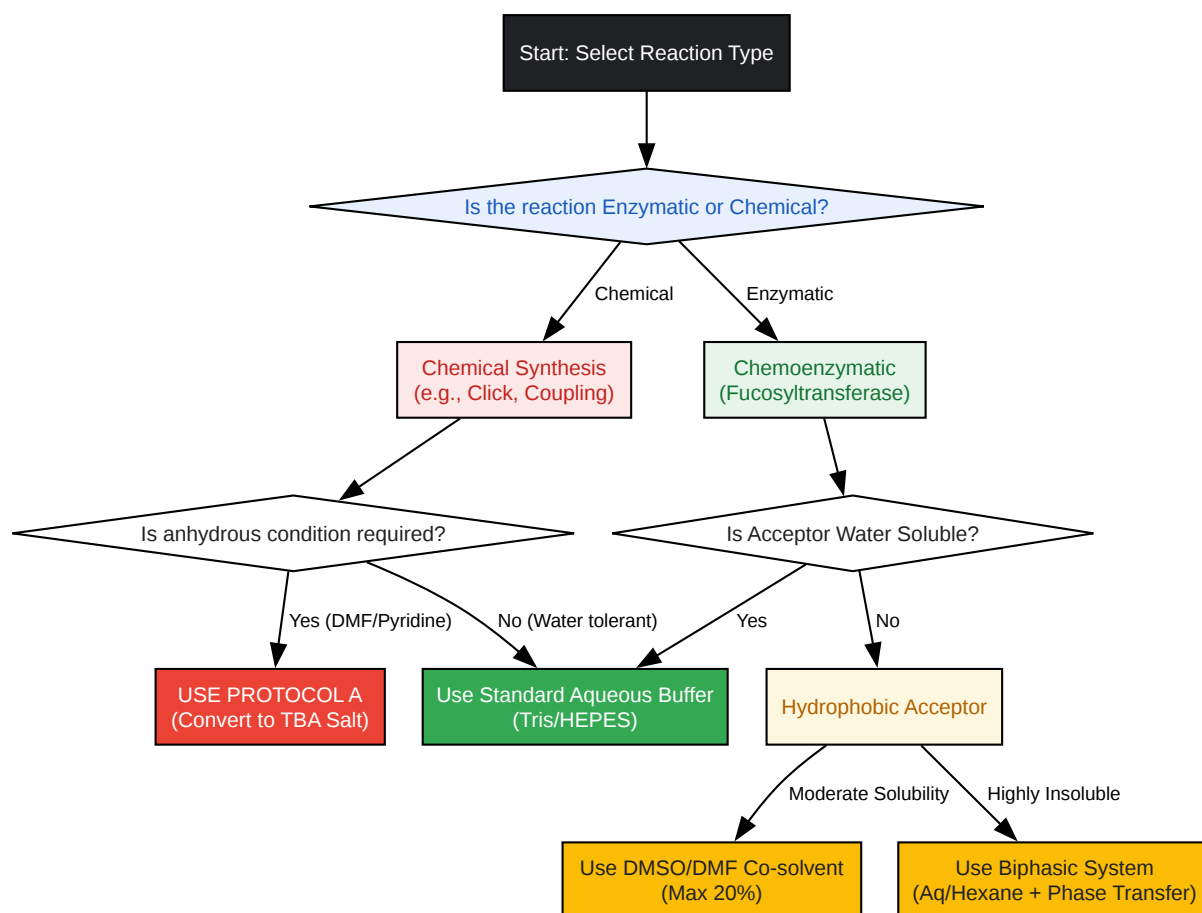 Start: Select Reaction Type
Is the reaction Enzymatic or Chemical?
Chemical
Enzymatic
Chemical Synthesis
(e.g., Click, Coupling)
Chemoenzymatic
(Fucosyltransferase)
Is anhydrous condition required?
Is Acceptor Water Soluble?
Yes (DMF/Pyridine)
No (Water tolerant)
Yes
No
USE PROTOCOL A
(Convert to TBA Salt)
Use Standard Aqueous Buffer
(Tris/HEPES)
Hydrophobic Acceptor
Moderate Solubility
Highly Insoluble
Use DMSO/DMF Co-solvent
(Max 20%)
Use Biphasic System
(Aq/Hexane + Phase Transfer)